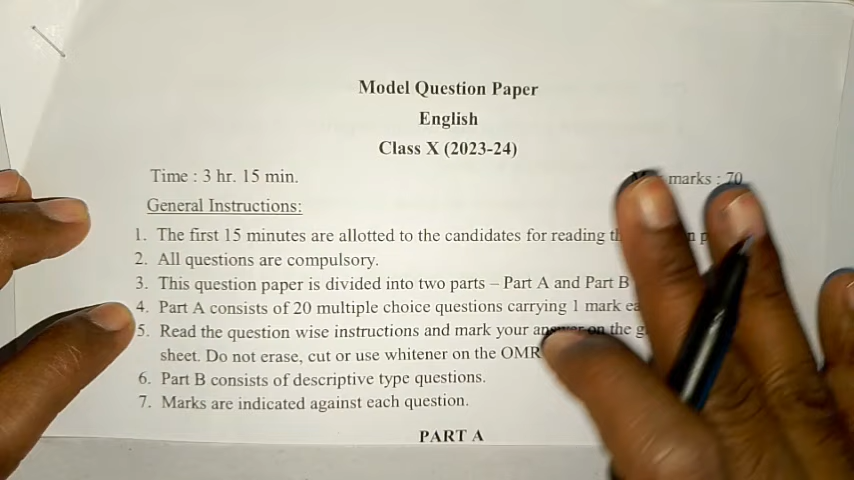 Model Question Paper
English
Class X (2023-24)
Time : 3 hr. 15 min. marks : 70
General Instructions:
1. The first 15 minutes are allotted to the candidates for reading
2. All questions are compulsory.
3. This question paper is divided into two parts – Part A and Part B
4. Part A consists of 20 multiple choice questions carrying 1 mark
5. Read the question wise instructions and mark your answer on the
sheet. Do not erase, cut or use whitener on the OMR
6. Part B consists of descriptive type questions.
7. Marks are indicated against each question.
PART A